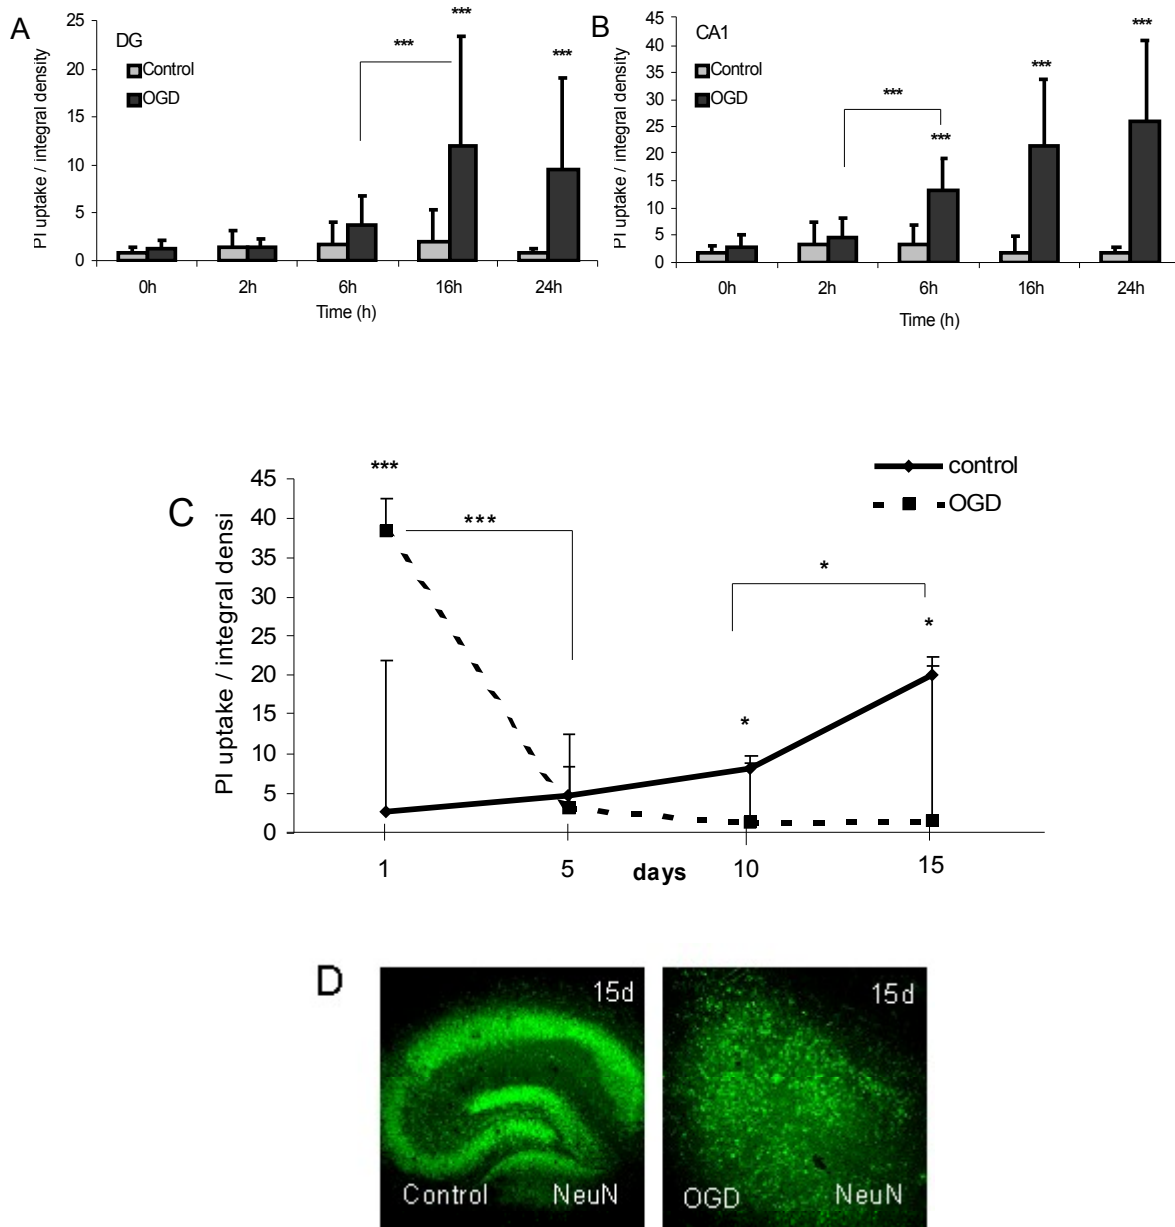 A
DG
Control
OGD
PI uptake / integral density
25
20
15
10
5
0
***
***
***
0h 2h 6h 16h 24h
Time (h)
B
CA1
Control
OGD
PI uptake / integral density
45
40
35
30
25
20
15
10
5
0
***
***
***
***
0h 2h 6h 16h 24h
Time (h)
C
control
OGD
PI uptake / integral densi
45
40
35
30
25
20
15
10
5
0
***
***
*
*
*
1 5 days 10 15
D
15d
Control NeuN
15d
OGD NeuN